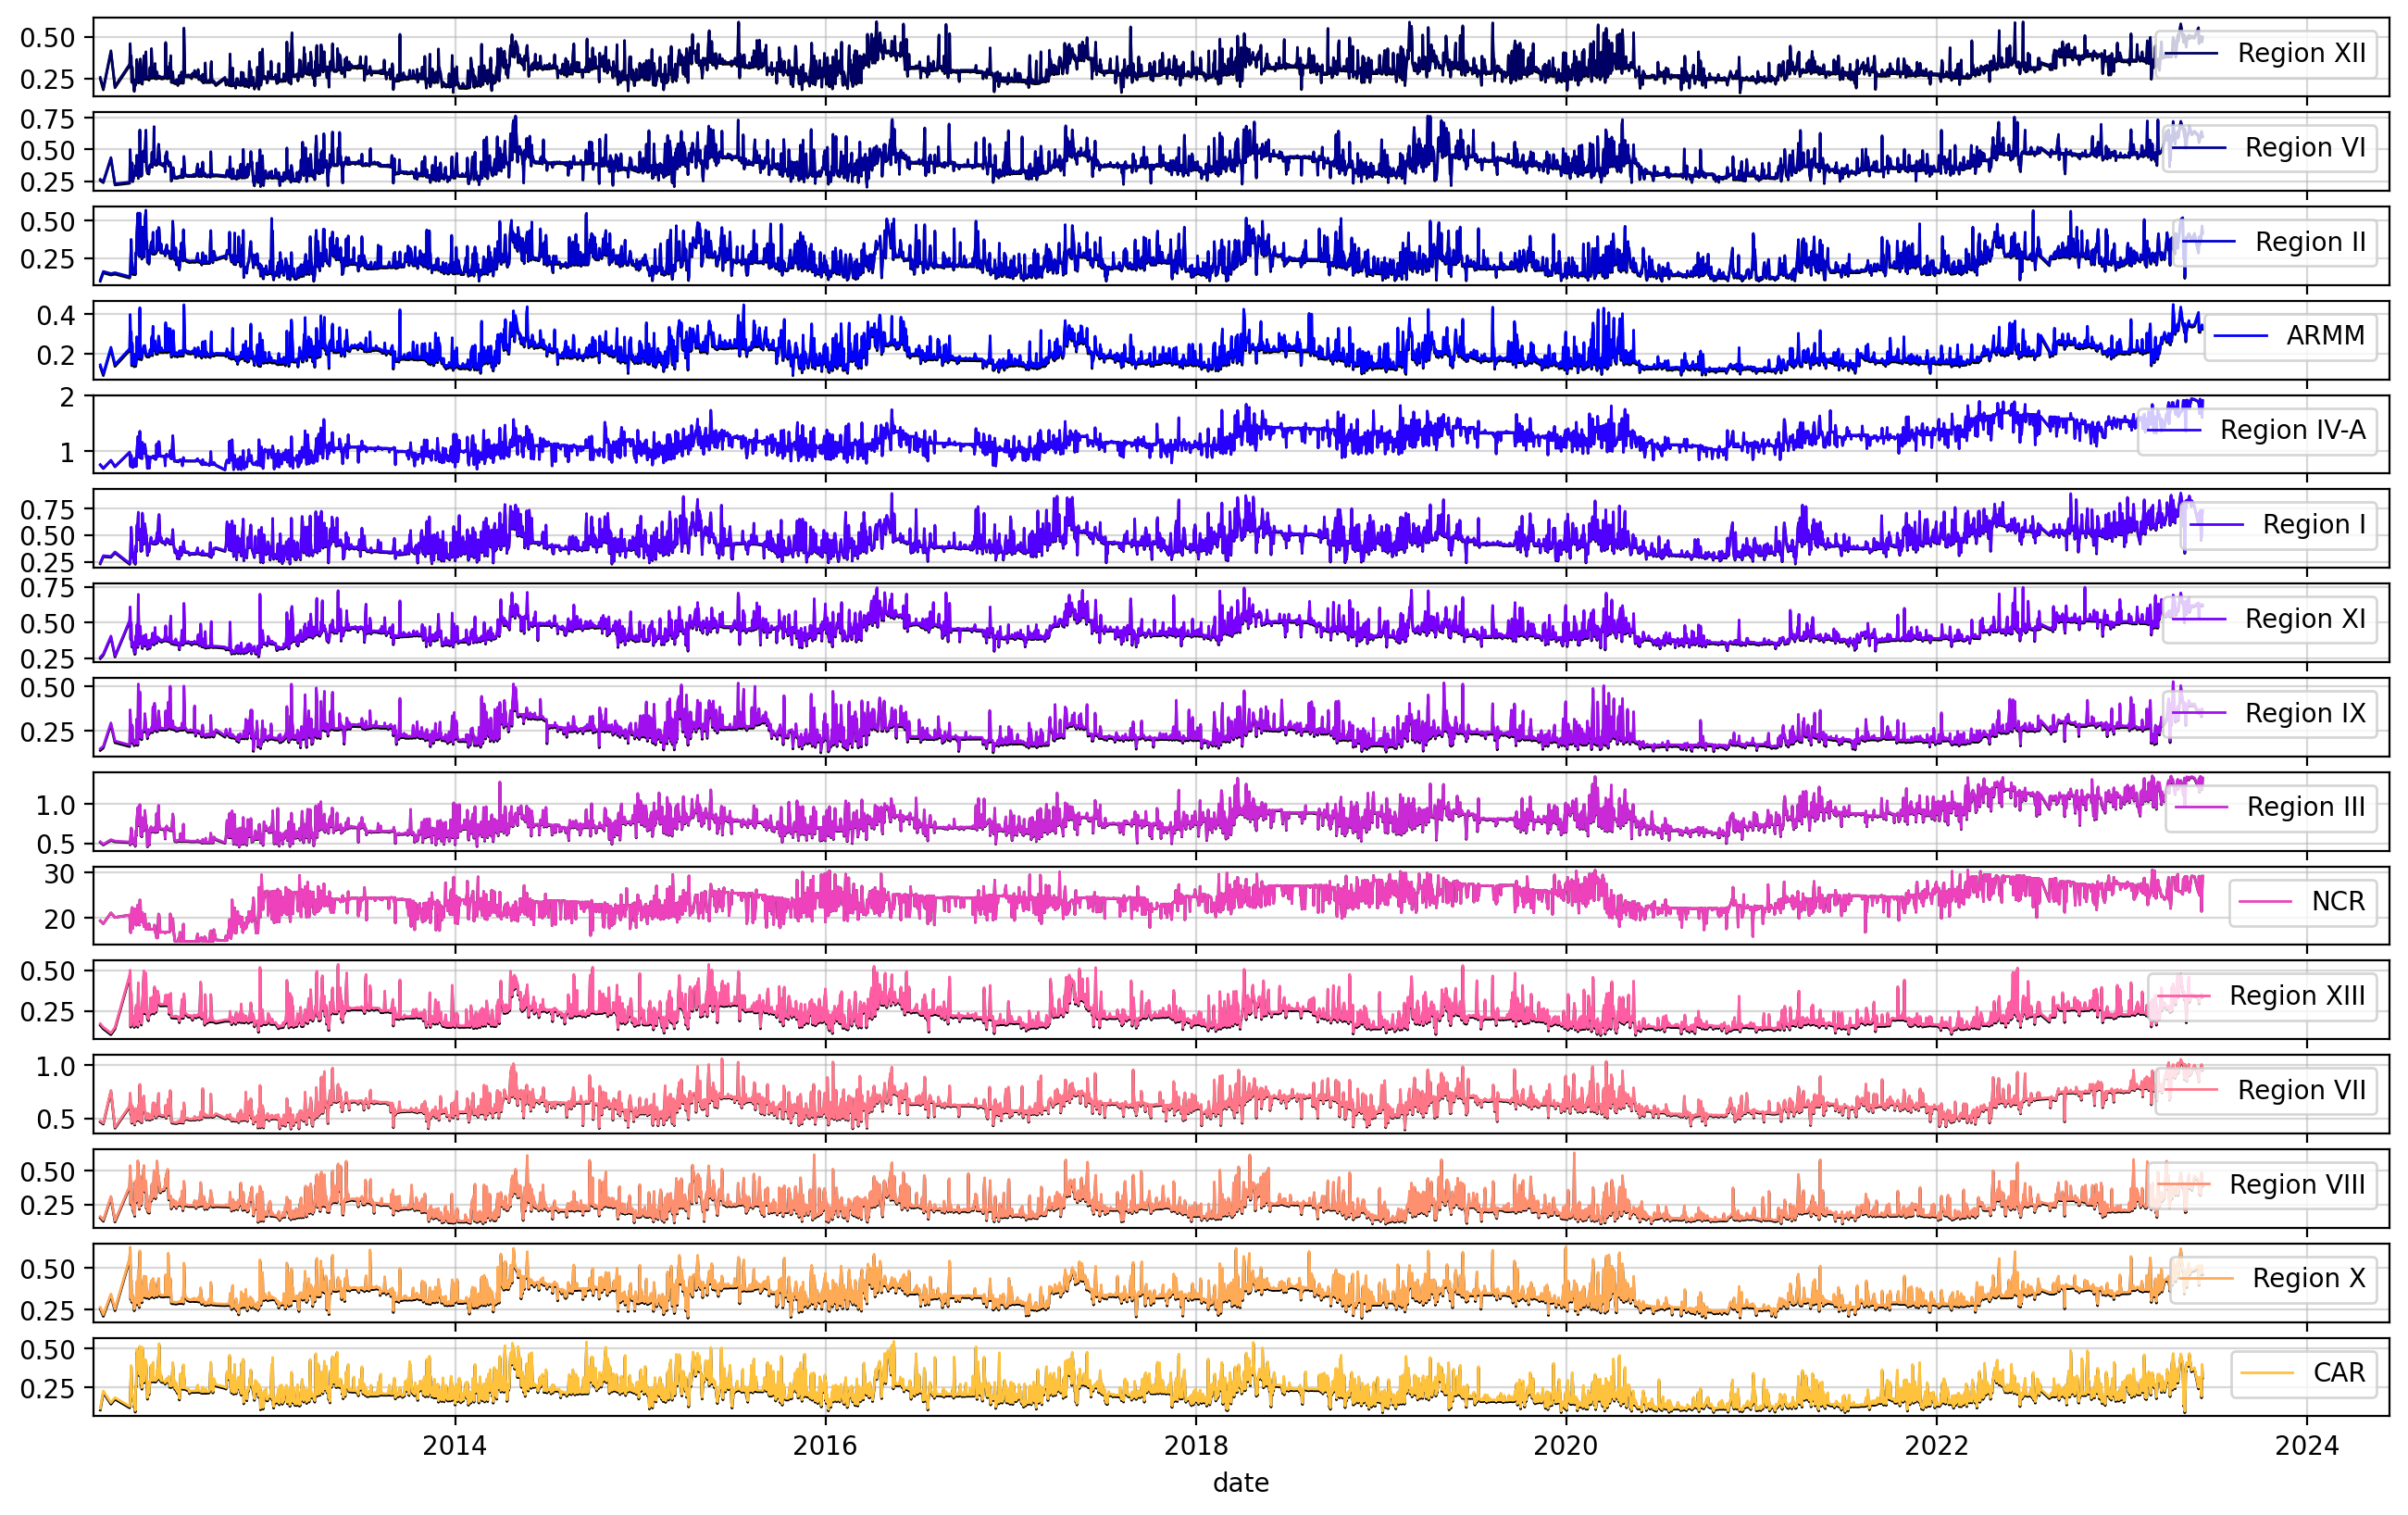 0.50
0.25
Region XII
0.75
0.50
0.25
Region VI
0.50
0.25
Region II
0.4
0.2
ARMM
2
1
Region IV-A
0.75
0.50
0.25
Region I
0.75
0.50
0.25
Region XI
0.50
0.25
Region IX
1.0
0.5
Region III
30
20
NCR
0.50
0.25
Region XIII
1.0
0.5
Region VII
0.50
0.25
Region VIII
0.50
0.25
Region X
0.50
0.25
CAR
2014 2016 2018 2020 2022 2024
date